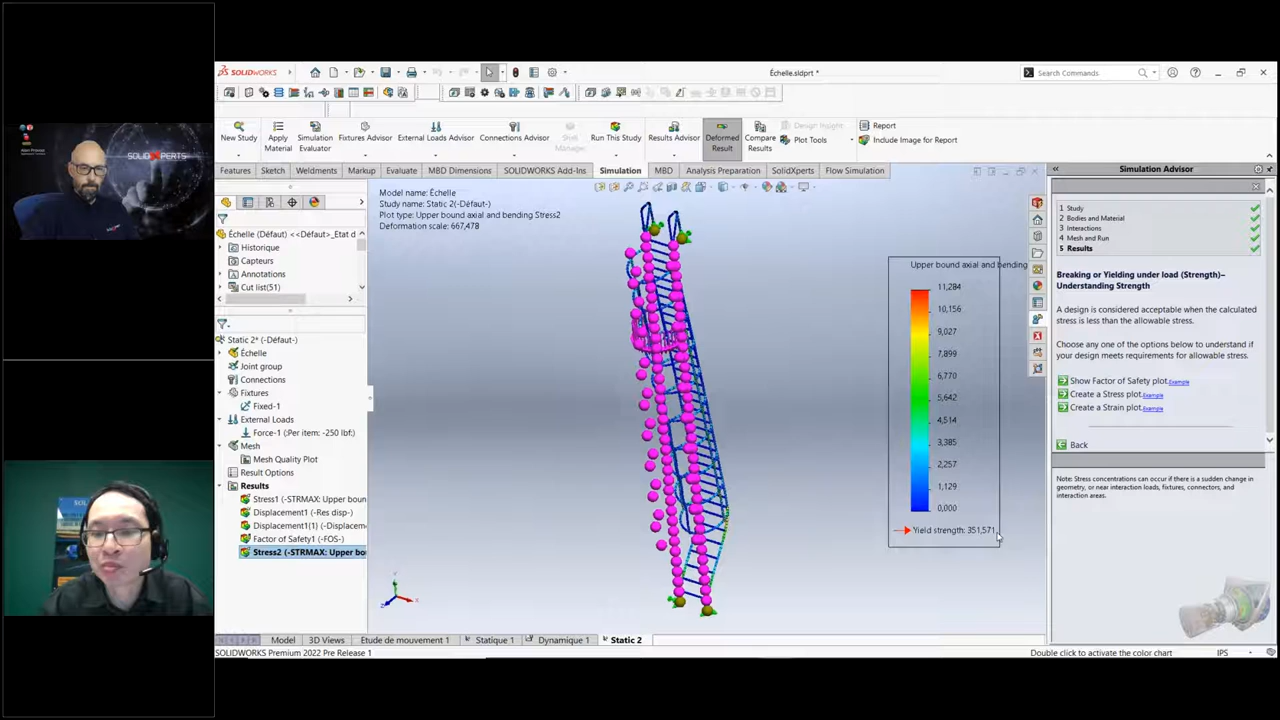 SOLIDWORKS
Échelle.sldprt *
Search Commands
New Study
Apply Material
Simulation Evaluator
Fixtures Advisor
External Loads Advisor
Connections Advisor
Shell Manager
Run This Study
Results Advisor
Deformed Result
Compare Results
Design Insight
Plot Tools
Report
Include Image for Report
Features
Sketch
Weldments
Markup
Evaluate
MBD Dimensions
SOLIDWORKS Add-Ins
Simulation
MBD
Analysis Preparation
SolidXperts
Flow Simulation
SOLIDXPERTS
Échelle (Défaut) <<Défaut>_Etat d
Historique
Capteurs
Annotations
Cut list(51)
Static 2* (-Défaut-)
Échelle
Joint group
Connections
Fixtures
Fixed-1
External Loads
Force-1 (:Per item: -250 lbf:)
Mesh
Mesh Quality Plot
Result Options
Results
Stress1 (-STRMAX: Upper boun
Displacement1 (-Res disp-)
Displacement1(1) (-Displacem
Factor of Safety1 (-FOS-)
Stress2 (-STRMAX: Upper bou
Model name: Échelle
Study name: Static 2(-Défaut-)
Plot type: Upper bound axial and bending Stress2
Deformation scale: 667,478
Upper bound axial and bending
11,284
10,156
9,027
7,899
6,770
5,642
4,514
3,385
2,257
1,129
0,000
Yield strength: 351,571
Simulation Advisor
1 Study
2 Bodies and Material
3 Interactions
4 Mesh and Run
5 Results
Breaking or Yielding under load (Strength)–
Understanding Strength
A design is considered acceptable when the calculated
stress is less than the allowable stress.
Choose any one of the options below to understand if
your design meets requirements for allowable stress.
Show Factor of Safety plot. Example
Create a Stress plot. Example
Create a Strain plot. Example
Back
Note: Stress concentrations can occur if there is a sudden change in
geometry, or near interaction loads, fixtures, connectors, and
interaction areas.
Model
3D Views
Etude de mouvement 1
Statique 1
Dynamique 1
Static 2
SOLIDWORKS Premium 2022 Pre Release 1
Double click to activate the color chart
IPS